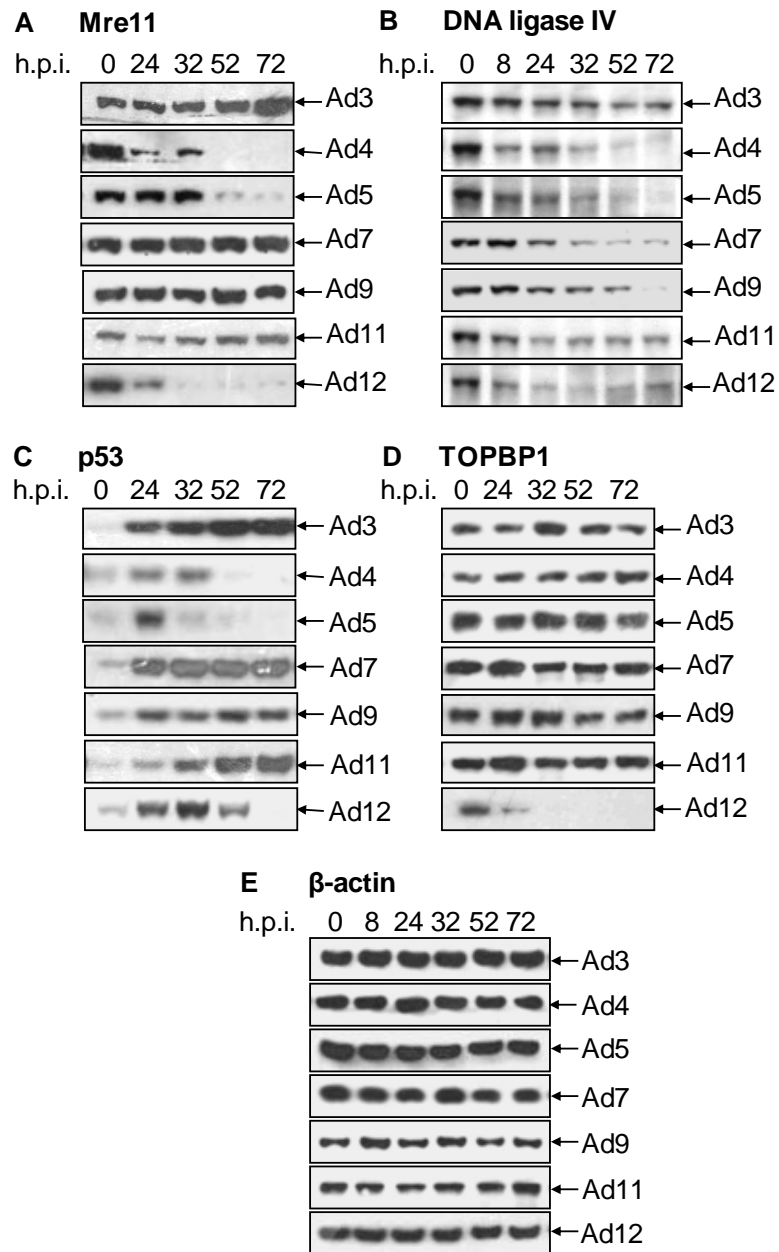 A Mre11
h.p.i. 0 24 32 52 72
Ad3
Ad4
Ad5
Ad7
Ad9
Ad11
Ad12
B DNA ligase IV
h.p.i. 0 8 24 32 52 72
Ad3
Ad4
Ad5
Ad7
Ad9
Ad11
Ad12
C p53
h.p.i. 0 24 32 52 72
Ad3
Ad4
Ad5
Ad7
Ad9
Ad11
Ad12
D TOPBP1
h.p.i. 0 24 32 52 72
Ad3
Ad4
Ad5
Ad7
Ad9
Ad11
Ad12
E β-actin
h.p.i. 0 8 24 32 52 72
Ad3
Ad4
Ad5
Ad7
Ad9
Ad11
Ad12